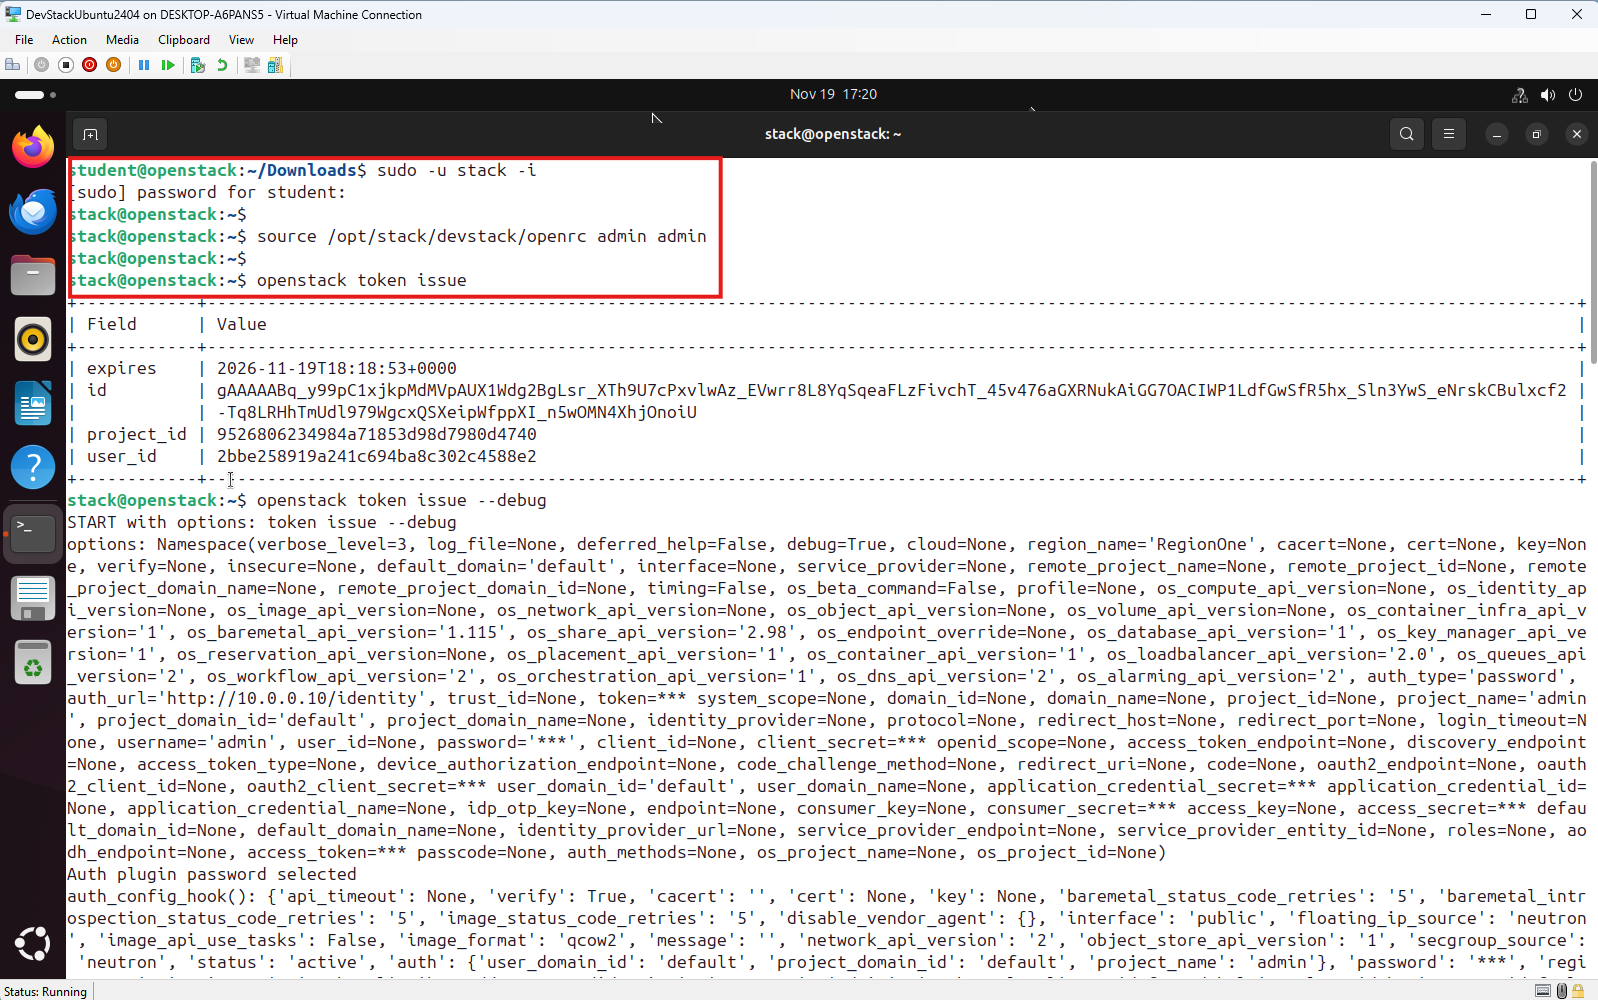 DevStackUbuntu2404 on DESKTOP-A6PANS5 - Virtual Machine Connection
File Action Media Clipboard View Help
Nov 19 17:20
stack@openstack: ~
student@openstack:~/Downloads$ sudo -u stack -i
[sudo] password for student:
stack@openstack:~$
stack@openstack:~$ source /opt/stack/devstack/openrc admin admin
stack@openstack:~$
stack@openstack:~$ openstack token issue
+------------+-----------------------------------------------------------------------------------------------------------------------------------------+
| Field | Value |
+------------+-----------------------------------------------------------------------------------------------------------------------------------------+
| expires | 2026-11-19T18:18:53+0000 |
| id | gAAAAABq_y99pC1xjkpMdMVpAUX1Wdg2BgLsr_XTh9U7cPxvlwAz_EVwrr8L8YqSqeaFLzFivchT_45v476aGXRNukAiGG7OACIWP1LdfGwSfR5hx_Sln3YwS_eNrskCBulxcf2 |
| | -Tq8LRHhTmUdl979WgcxQSXeipWfppXI_n5wOMN4XhjOnoiU |
| project_id | 9526806234984a71853d98d7980d4740 |
| user_id | 2bbe258919a241c694ba8c302c4588e2 |
+------------+-----------------------------------------------------------------------------------------------------------------------------------------+
stack@openstack:~$ openstack token issue --debug
START with options: token issue --debug
options: Namespace(verbose_level=3, log_file=None, deferred_help=False, debug=True, cloud=None, region_name='RegionOne', cacert=None, cert=None, key=Non
e, verify=None, insecure=None, default_domain='default', interface=None, service_provider=None, remote_project_name=None, remote_project_id=None, remote
_project_domain_name=None, remote_project_domain_id=None, timing=False, os_beta_command=False, profile=None, os_compute_api_version=None, os_identity_ap
i_version=None, os_image_api_version=None, os_network_api_version=None, os_object_api_version=None, os_volume_api_version=None, os_container_infra_api_v
ersion='1', os_baremetal_api_version='1.115', os_share_api_version='2.98', os_endpoint_override=None, os_database_api_version='1', os_key_manager_api_ve
rsion='1', os_reservation_api_version=None, os_placement_api_version='1', os_container_api_version='1', os_loadbalancer_api_version='2.0', os_queues_api
_version='2', os_workflow_api_version='2', os_orchestration_api_version='1', os_dns_api_version='2', os_alarming_api_version='2', auth_type='password',
auth_url='http://10.0.0.10/identity', trust_id=None, token=*** system_scope=None, domain_id=None, domain_name=None, project_id=None, project_name='admin
', project_domain_id='default', project_domain_name=None, identity_provider=None, protocol=None, redirect_host=None, redirect_port=None, login_timeout=N
one, username='admin', user_id=None, password='***', client_id=None, client_secret=*** openid_scope=None, access_token_endpoint=None, discovery_endpoint
=None, access_token_type=None, device_authorization_endpoint=None, code_challenge_method=None, redirect_uri=None, code=None, oauth2_endpoint=None, oauth
2_client_id=None, oauth2_client_secret=*** user_domain_id='default', user_domain_name=None, application_credential_secret=*** application_credential_id=
None, application_credential_name=None, idp_otp_key=None, endpoint=None, consumer_key=None, consumer_secret=*** access_key=None, access_secret=*** defau
lt_domain_id=None, default_domain_name=None, identity_provider_url=None, service_provider_endpoint=None, service_provider_entity_id=None, roles=None, ao
dh_endpoint=None, access_token=*** passcode=None, auth_methods=None, os_project_name=None, os_project_id=None)
Auth plugin password selected
auth_config_hook(): {'api_timeout': None, 'verify': True, 'cacert': '', 'cert': None, 'key': None, 'baremetal_status_code_retries': '5', 'baremetal_intr
ospection_status_code_retries': '5', 'image_status_code_retries': '5', 'disable_vendor_agent': {}, 'interface': 'public', 'floating_ip_source': 'neutron
', 'image_api_use_tasks': False, 'image_format': 'qcow2', 'message': '', 'network_api_version': '2', 'object_store_api_version': '1', 'secgroup_source':
'neutron', 'status': 'active', 'auth': {'user_domain_id': 'default', 'project_domain_id': 'default', 'project_name': 'admin'}, 'password': '***', 'regi
Status: Running